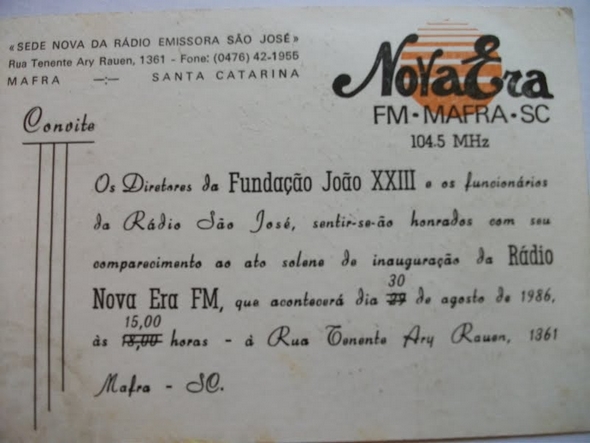 « SEDE NOVA DA RÁDIO EMISSORA SÃO JOSÉ »
Rua Tenente Ary Rauen, 1361 - Fone: (0476) 42-1955
MAFRA —:— SANTA CATARINA
Nova Era
FM • MAFRA • SC
104.5 MHz
Convite
Os Diretores da Fundação João XXIII e os funcionários
da Rádio São José, sentir-se-ão honrados com seu
comparecimento ao ato solene de inauguração da Rádio
30
Nova Era FM, que acontecerá dia 29 de agosto de 1986,
15,00
às 18,00 horas - à Rua Tenente Ary Rauen, 1361
Mafra - SC.